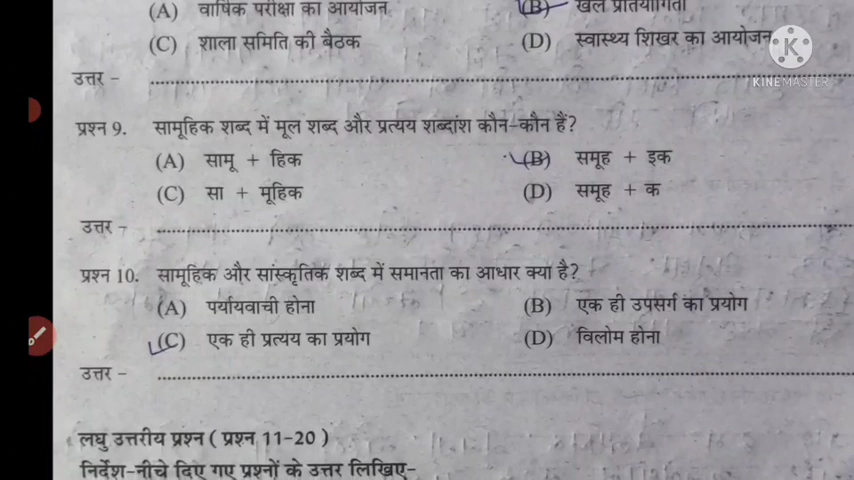 (A) वार्षिक परीक्षा का आयोजन (B) खेल प्रतियोगिता
(C) शाला समिति की बैठक (D) स्वास्थ्य शिखर का आयोजन
KINEMASTER
उत्तर –
प्रश्न 9. सामूहिक शब्द में मूल शब्द और प्रत्यय शब्दांश कौन-कौन हैं?
(A) सामू + हिक (B) समूह + इक
(C) सा + मूहिक (D) समूह + क
उत्तर –
प्रश्न 10. सामूहिक और सांस्कृतिक शब्द में समानता का आधार क्या है?
(A) पर्यायवाची होना (B) एक ही उपसर्ग का प्रयोग
(C) एक ही प्रत्यय का प्रयोग (D) विलोम होना
उत्तर –
लघु उत्तरीय प्रश्न ( प्रश्न 11-20 )
निर्देश-नीचे दिए गए प्रश्नों के उत्तर लिखिए-